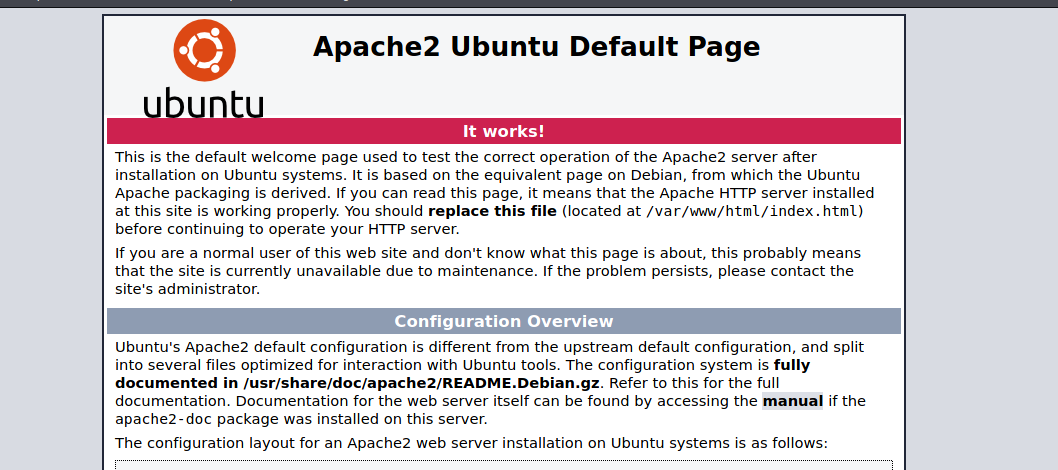 Apache2 Ubuntu Default Page
ubuntu
It works!
This is the default welcome page used to test the correct operation of the Apache2 server after
installation on Ubuntu systems. It is based on the equivalent page on Debian, from which the Ubuntu
Apache packaging is derived. If you can read this page, it means that the Apache HTTP server installed
at this site is working properly. You should replace this file (located at /var/www/html/index.html)
before continuing to operate your HTTP server.
If you are a normal user of this web site and don't know what this page is about, this probably means
that the site is currently unavailable due to maintenance. If the problem persists, please contact the
site's administrator.
Configuration Overview
Ubuntu's Apache2 default configuration is different from the upstream default configuration, and split
into several files optimized for interaction with Ubuntu tools. The configuration system is fully
documented in /usr/share/doc/apache2/README.Debian.gz. Refer to this for the full
documentation. Documentation for the web server itself can be found by accessing the manual if the
apache2-doc package was installed on this server.
The configuration layout for an Apache2 web server installation on Ubuntu systems is as follows: